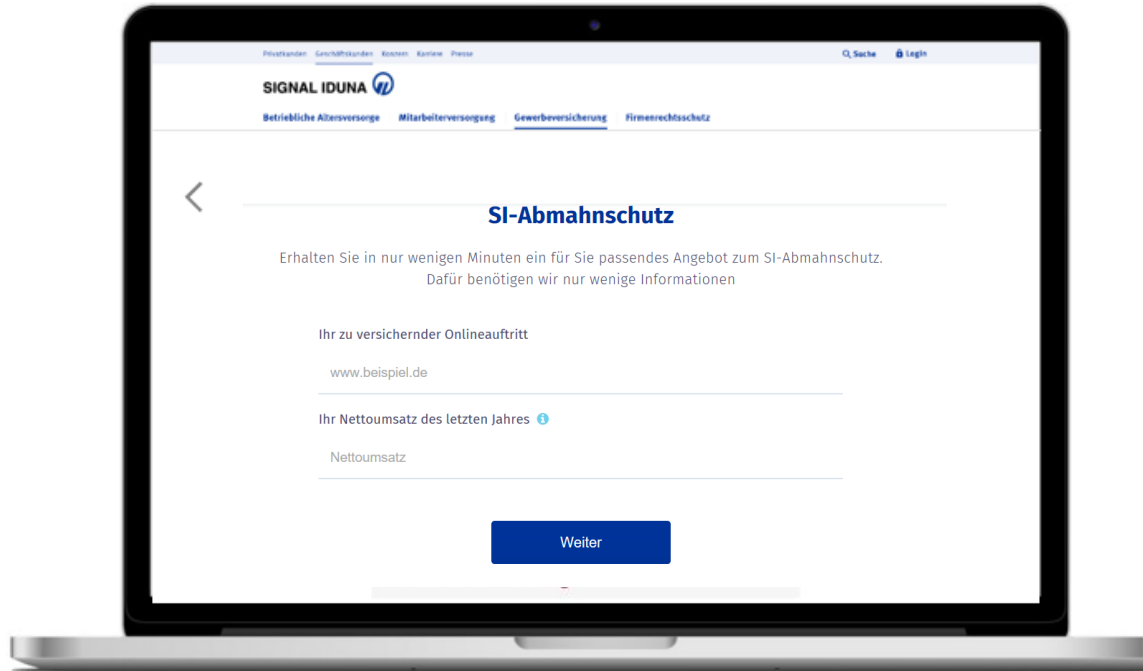 Privatkunden Geschäftskunden Konzern Karriere Presse Suche Login
SIGNAL IDUNA
Betriebliche Altersvorsorge Mitarbeiterversorgung Gewerbeversicherung Firmenrechtsschutz
SI-Abmahnschutz
Erhalten Sie in nur wenigen Minuten ein für Sie passendes Angebot zum SI-Abmahnschutz.
Dafür benötigen wir nur wenige Informationen
Ihr zu versichernder Onlineauftritt
www.beispiel.de
Ihr Nettoumsatz des letzten Jahres
Nettoumsatz
Weiter